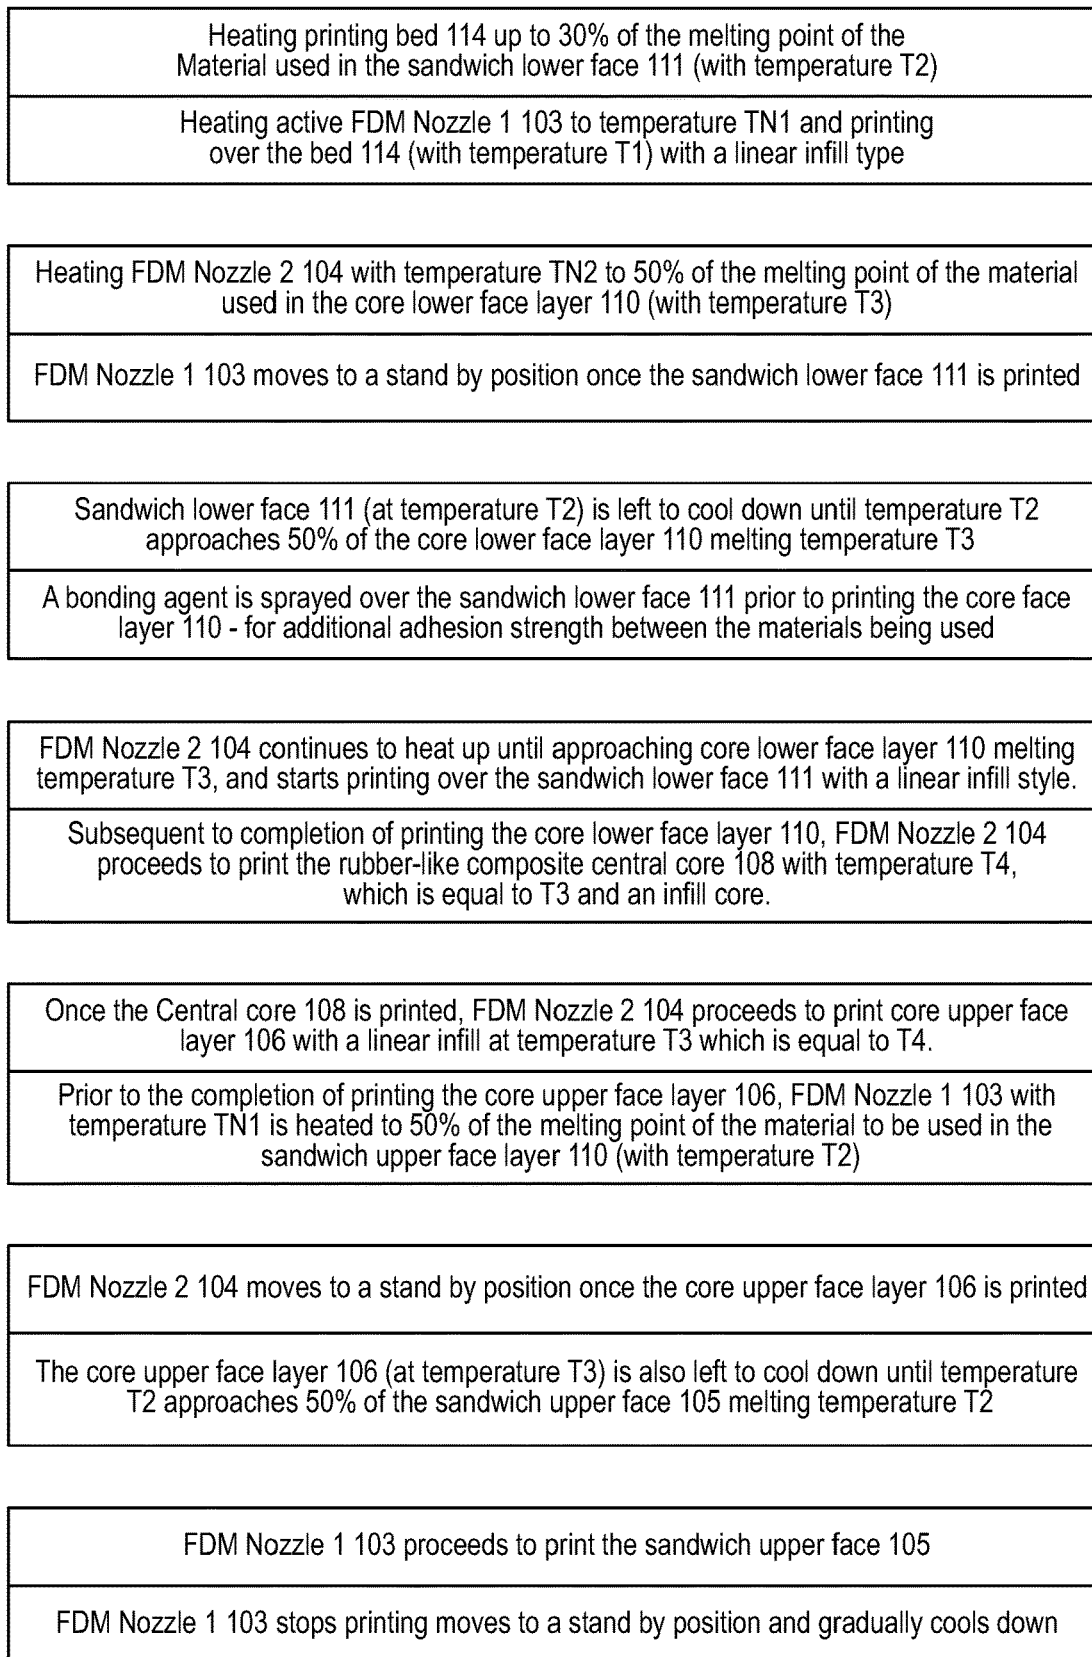 Heating printing bed 114 up to 30% of the melting point of the
Material used in the sandwich lower face 111 (with temperature T2)
Heating active FDM Nozzle 1 103 to temperature TN1 and printing
over the bed 114 (with temperature T1) with a linear infill type
Heating FDM Nozzle 2 104 with temperature TN2 to 50% of the melting point of the material
used in the core lower face layer 110 (with temperature T3)
FDM Nozzle 1 103 moves to a stand by position once the sandwich lower face 111 is printed
Sandwich lower face 111 (at temperature T2) is left to cool down until temperature T2
approaches 50% of the core lower face layer 110 melting temperature T3
A bonding agent is sprayed over the sandwich lower face 111 prior to printing the core face
layer 110 - for additional adhesion strength between the materials being used
FDM Nozzle 2 104 continues to heat up until approaching core lower face layer 110 melting
temperature T3, and starts printing over the sandwich lower face 111 with a linear infill style.
Subsequent to completion of printing the core lower face layer 110, FDM Nozzle 2 104
proceeds to print the rubber-like composite central core 108 with temperature T4,
which is equal to T3 and an infill core.
Once the Central core 108 is printed, FDM Nozzle 2 104 proceeds to print core upper face
layer 106 with a linear infill at temperature T3 which is equal to T4.
Prior to the completion of printing the core upper face layer 106, FDM Nozzle 1 103 with
temperature TN1 is heated to 50% of the melting point of the material to be used in the
sandwich upper face layer 110 (with temperature T2)
FDM Nozzle 2 104 moves to a stand by position once the core upper face layer 106 is printed
The core upper face layer 106 (at temperature T3) is also left to cool down until temperature
T2 approaches 50% of the sandwich upper face 105 melting temperature T2
FDM Nozzle 1 103 proceeds to print the sandwich upper face 105
FDM Nozzle 1 103 stops printing moves to a stand by position and gradually cools down